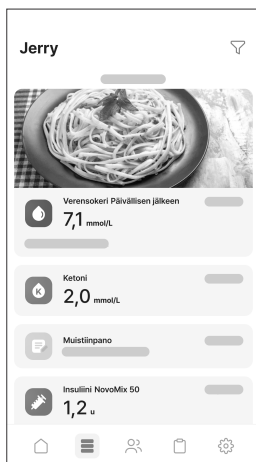 Jerry
Verensokeri Päivällisen jälkeen
7,1 mmol/L
K
Ketoni
2,0 mmol/L
Muistiinpano
Insuliini NovoMix 50
1,2 u